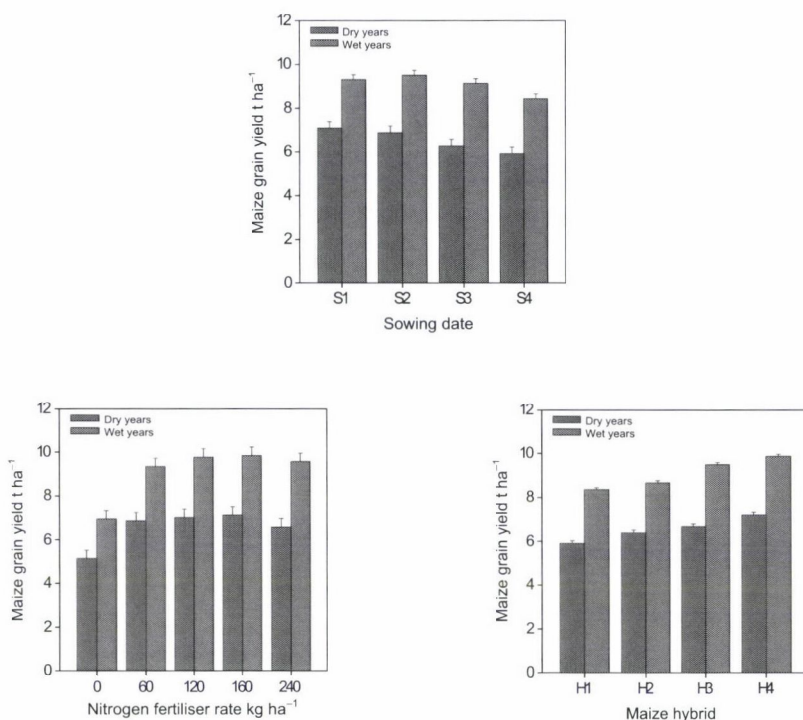 12
10
8
6
4
2
0
Maize grain yield t ha⁻¹
Dry years
Wet years
S1 S2 S3 S4
Sowing date
12
10
8
6
4
2
0
Maize grain yield t ha⁻¹
Dry years
Wet years
0 60 120 160 240
Nitrogen fertiliser rate kg ha⁻¹
12
10
8
6
4
2
0
Maize grain yield t ha⁻¹
Dry years
Wet years
H1 H2 H3 H4
Maize hybrid